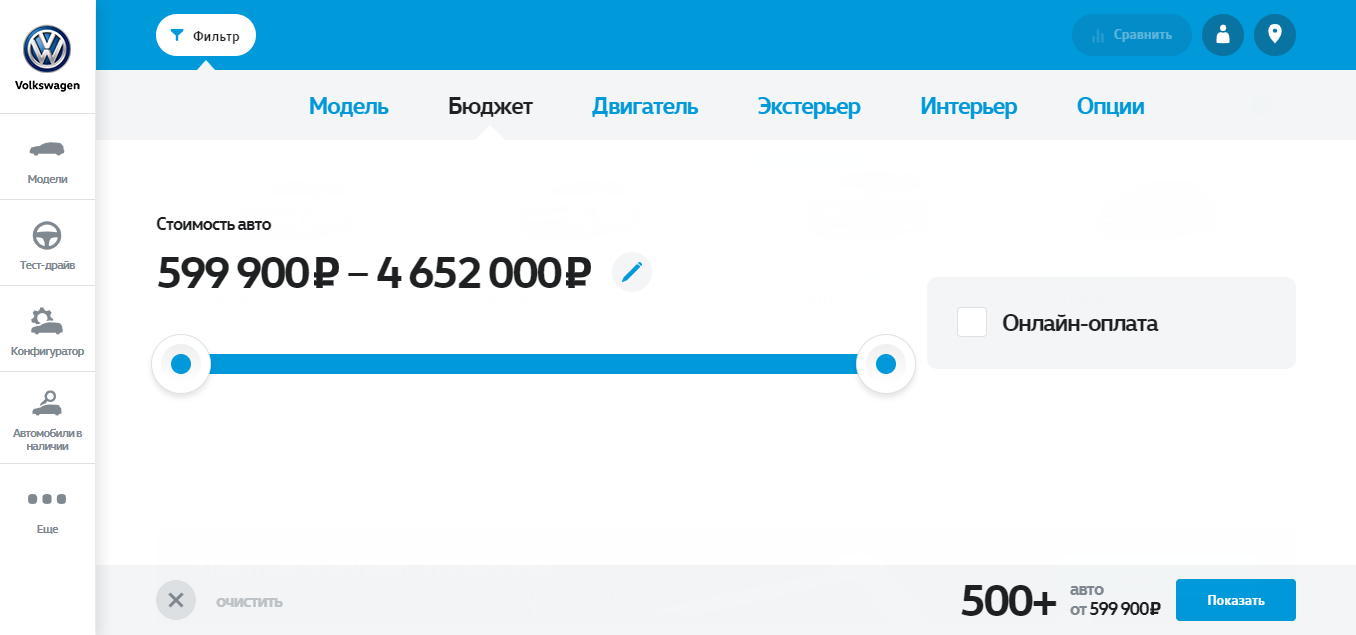 Фильтр
Сравнить
Volkswagen
Модель
Бюджет
Двигатель
Экстерьер
Интерьер
Опции
Модели
Тест-драйв
Конфигуратор
Автомобили в
наличии
Еще
Стоимость авто
599 900 ₽ – 4 652 000 ₽
Онлайн-оплата
очистить
500+
авто
от 599 900 ₽
Показать